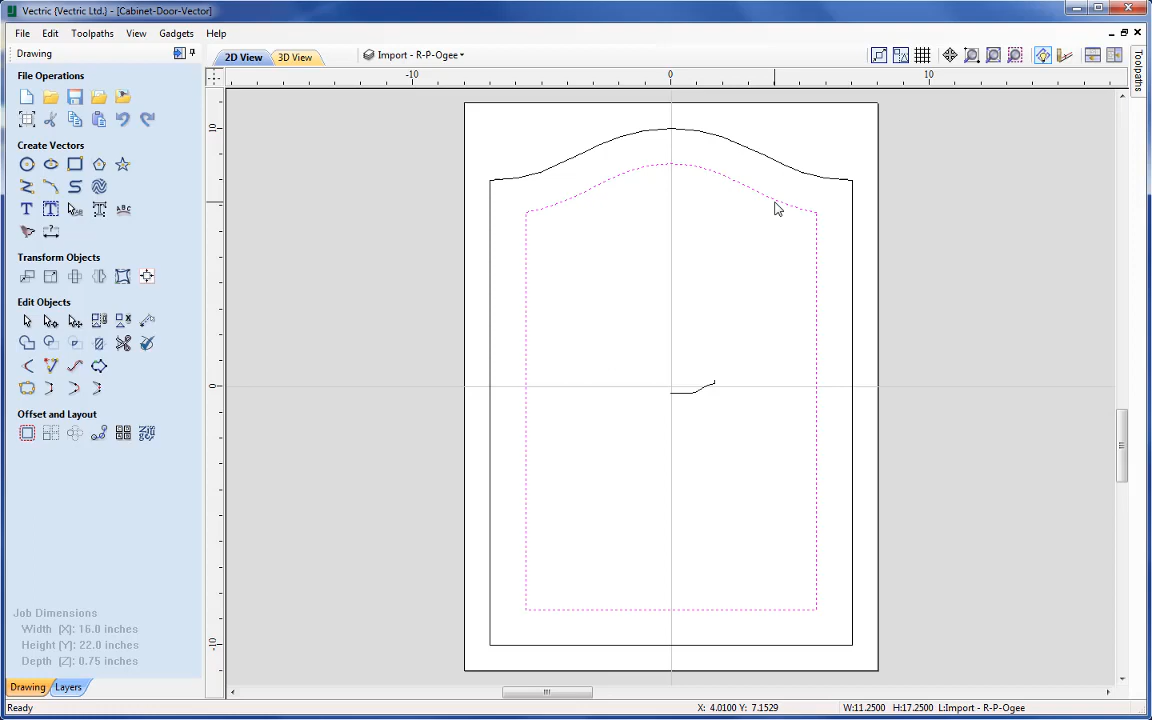 Vectric {Vectric Ltd.} - [Cabinet-Door-Vector]
File Edit Toolpaths View Gadgets Help
Drawing
2D View
3D View
Import - R-P-Ogee
Toolpaths
File Operations
Create Vectors
Transform Objects
Edit Objects
Offset and Layout
-10 0 10
10
0
-10
Job Dimensions
Width [X]: 16.0 inches
Height [Y]: 22.0 inches
Depth [Z]: 0.75 inches
Drawing Layers
Ready
X: 4.0100 Y: 7.1529
W:11.2500 H:17.2500 L:Import - R-P-Ogee